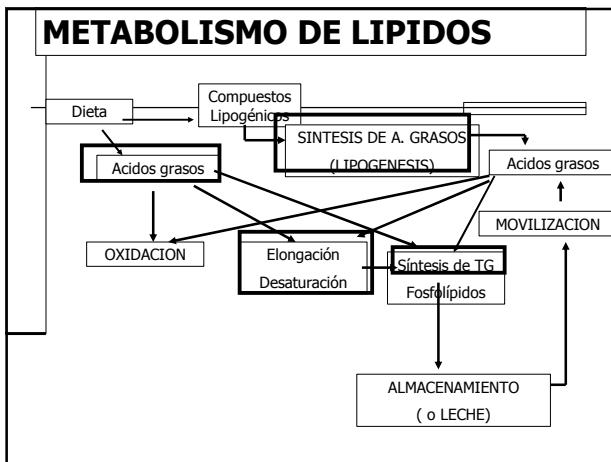 METABOLISMO DE LIPIDOS
Dieta
Compuestos
Lipogénicos
SINTESIS DE A. GRASOS
(LIPOGENESIS)
Acidos grasos
Acidos grasos
MOVILIZACION
OXIDACION
Elongación
Desaturación
Síntesis de TG
Fosfolípidos
ALMACENAMIENTO
( o LECHE)